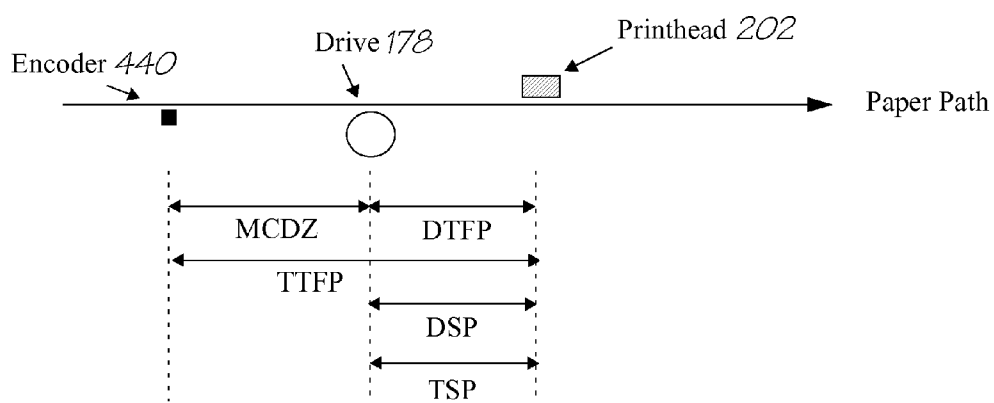 Printhead 202
Drive 178
Encoder 440
Paper Path
MCDZ
DTFP
TTFP
DSP
TSP